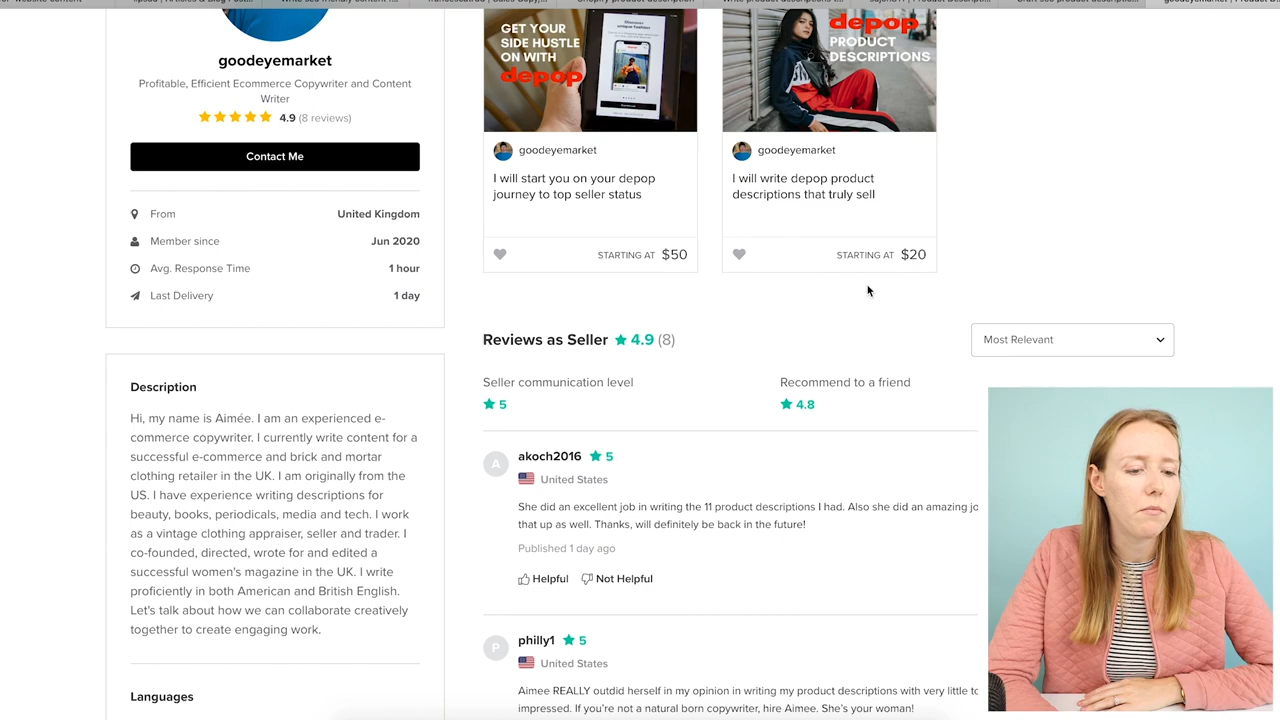 goodeyemarket
Profitable, Efficient Ecommerce Copywriter and Content
Writer
4.9 (8 reviews)
Contact Me
From United Kingdom
Member since Jun 2020
Avg. Response Time 1 hour
Last Delivery 1 day
Description
Hi, my name is Aimée. I am an experienced e-
commerce copywriter. I currently write content for a
successful e-commerce and brick and mortar
clothing retailer in the UK. I am originally from the
US. I have experience writing descriptions for
beauty, books, periodicals, media and tech. I work
as a vintage clothing appraiser, seller and trader. I
co-founded, directed, wrote for and edited a
successful women's magazine in the UK. I write
proficiently in both American and British English.
Let's talk about how we can collaborate creatively
together to create engaging work.
Languages
GET YOUR
SIDE HUSTLE
ON WITH
depop
goodeyemarket
I will start you on your depop
journey to top seller status
STARTING AT $50
depop
PRODUCT
DESCRIPTIONS
goodeyemarket
I will write depop product
descriptions that truly sell
STARTING AT $20
Reviews as Seller 4.9 (8)
Most Relevant
Seller communication level
5
Recommend to a friend
4.8
A
akoch2016 5
United States
She did an excellent job in writing the 11 product descriptions I had. Also she did an amazing jo
that up as well. Thanks, will definitely be back in the future!
Published 1 day ago
Helpful Not Helpful
P
philly1 5
United States
Aimee REALLY outdid herself in my opinion in writing my product descriptions with very little
impressed. If you're not a natural born copywriter, hire Aimee. She's your woman!